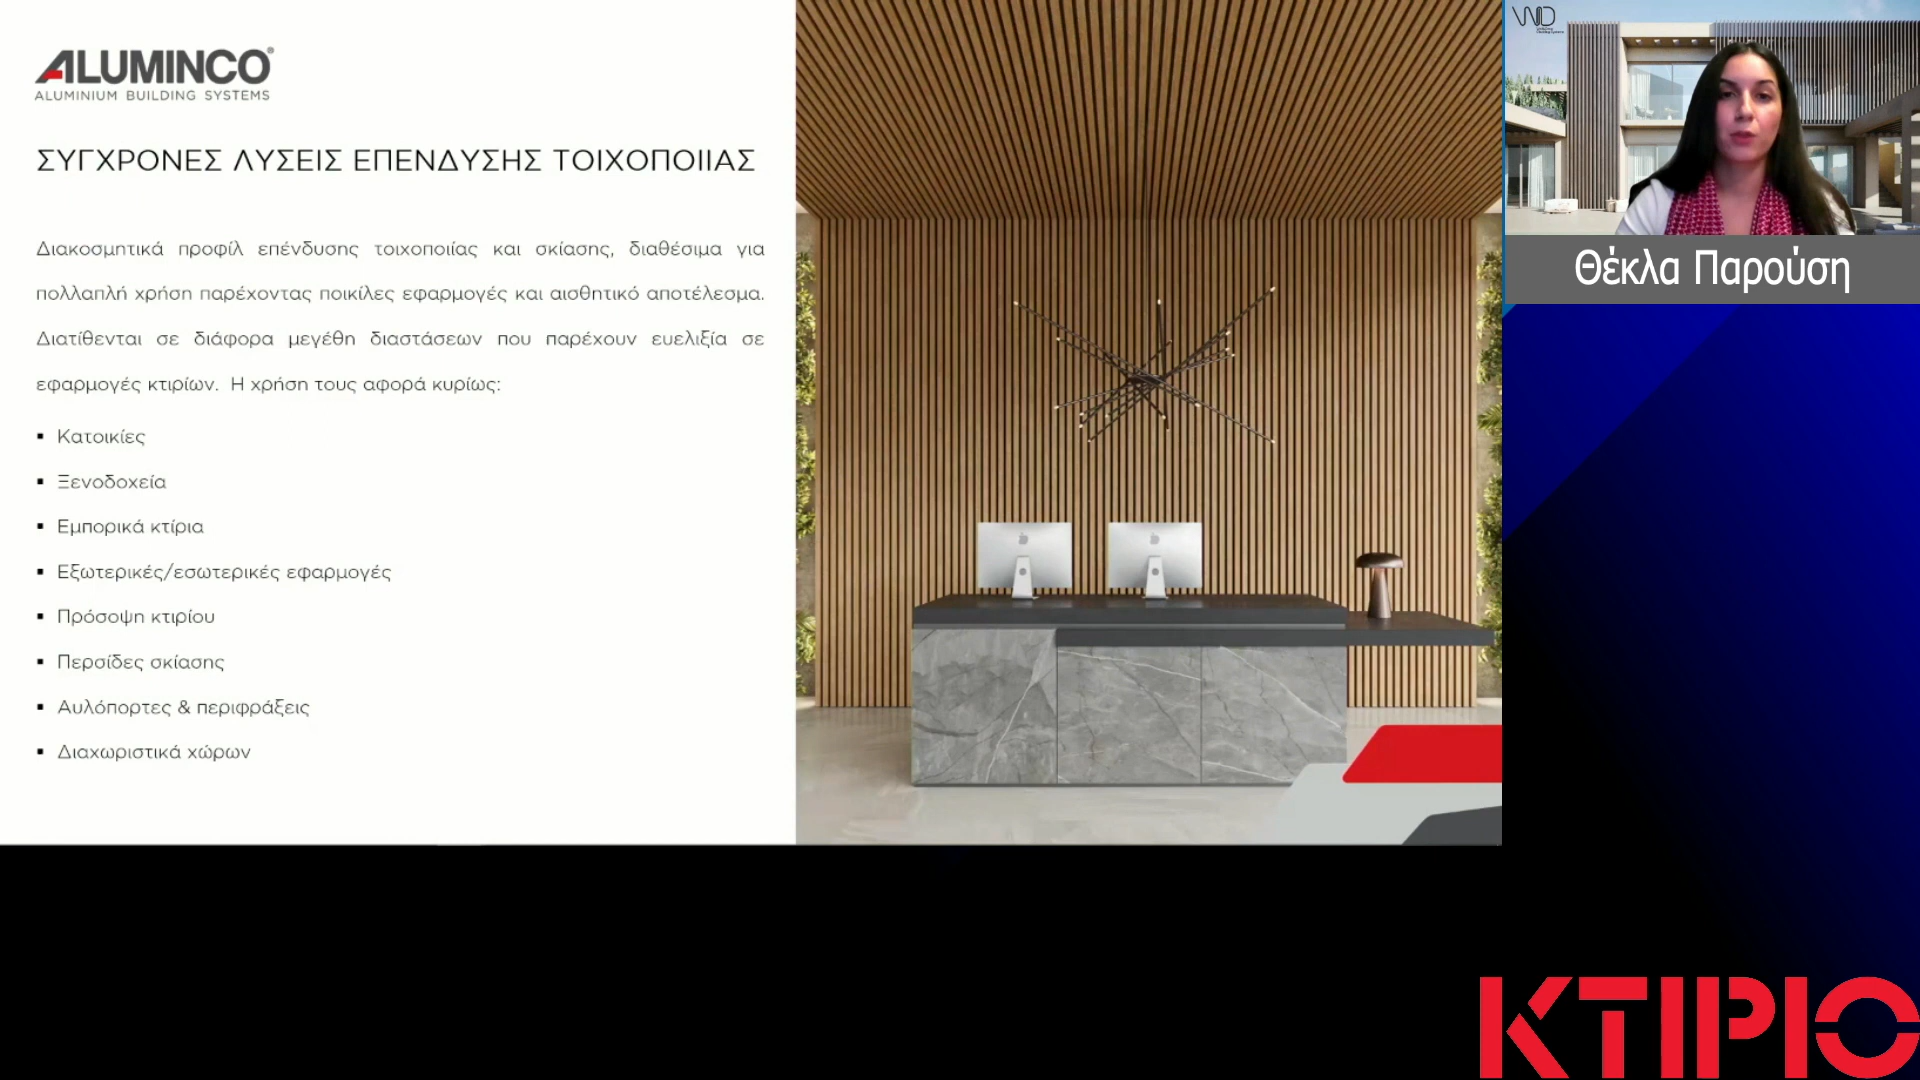 ALUMINCO®
ALUMINIUM BUILDING SYSTEMS
ΣΥΓΧΡΟΝΕΣ ΛΥΣΕΙΣ ΕΠΕΝΔΥΣΗΣ ΤΟΙΧΟΠΟΙΙΑΣ
Διακοσμητικά προφίλ επένδυσης τοιχοποιίας και σκίασης, διαθέσιμα για
πολλαπλή χρήση παρέχοντας ποικίλες εφαρμογές και αισθητικό αποτέλεσμα.
Διατίθενται σε διάφορα μεγέθη διαστάσεων που παρέχουν ευελιξία σε
εφαρμογές κτιρίων. Η χρήση τους αφορά κυρίως:
▪ Κατοικίες
▪ Ξενοδοχεία
▪ Εμπορικά κτίρια
▪ Εξωτερικές/εσωτερικές εφαρμογές
▪ Πρόσοψη κτιρίου
▪ Περσίδες σκίασης
▪ Αυλόπορτες & περιφράξεις
▪ Διαχωριστικά χώρων
Θέκλα Παρούση
ΚΤΙΡΙΟ